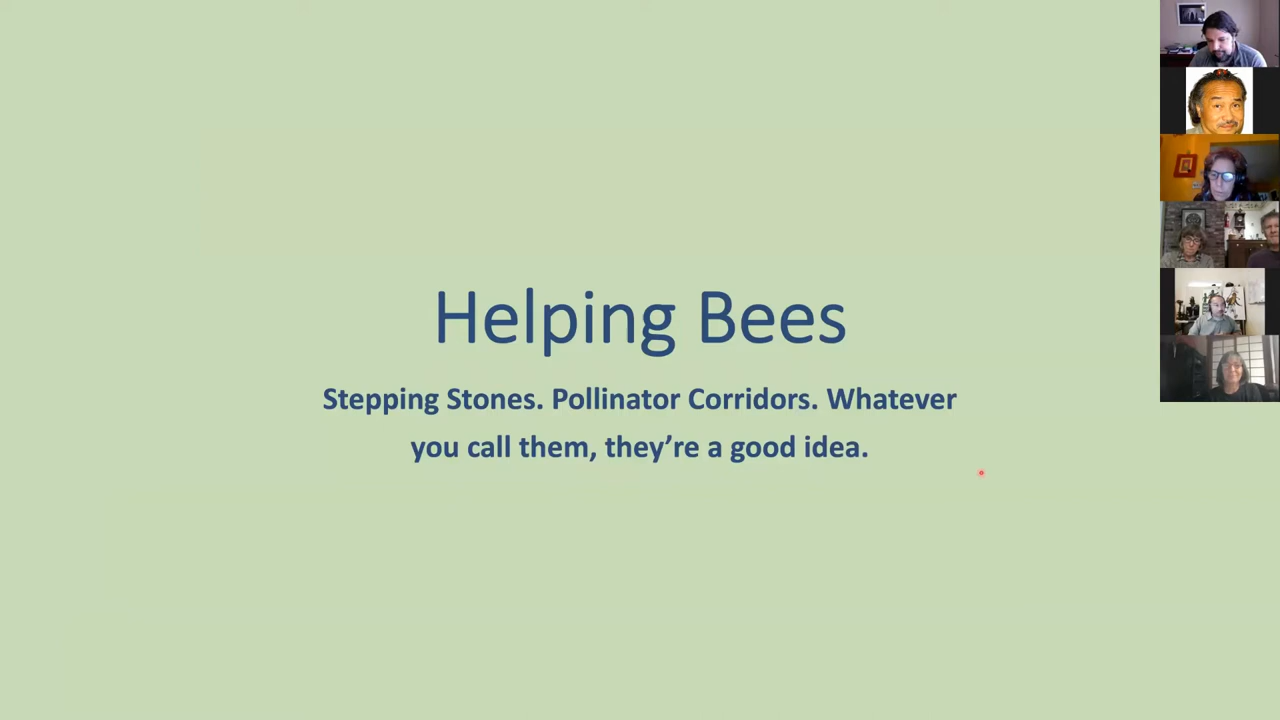 Helping Bees
Stepping Stones. Pollinator Corridors. Whatever
you call them, they’re a good idea.